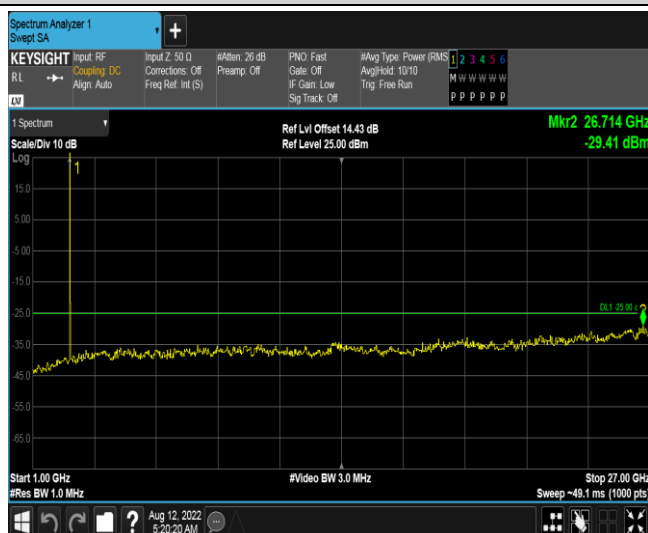 Spectrum Analyzer 1
Swept SA
+
KEYSIGHT
RL
LXI
Input: RF
Coupling: DC
Align: Auto
Input Z: 50 Ω
Corrections: Off
Freq Ref: Int (S)
#Atten: 26 dB
Preamp: Off
PNO: Fast
Gate: Off
IF Gain: Low
Sig Track: Off
#Avg Type: Power (RMS
Avg|Hold: 10/10
Trig: Free Run
1 2 3 4 5 6
M W W W W W
P P P P P P
1 Spectrum
Scale/Div 10 dB
Ref Lvl Offset 14.43 dB
Ref Level 25.00 dBm
Mkr2 26.714 GHz
-29.41 dBm
Log
1
15.0
5.00
-5.00
-15.0
-25.0
DL1 -25.00
2
-35.0
-45.0
-55.0
-65.0
Start 1.00 GHz
#Res BW 1.0 MHz
#Video BW 3.0 MHz
Stop 27.00 GHz
Sweep ~49.1 ms (1000 pts)
?
Aug 12, 2022
5:20:20 AM